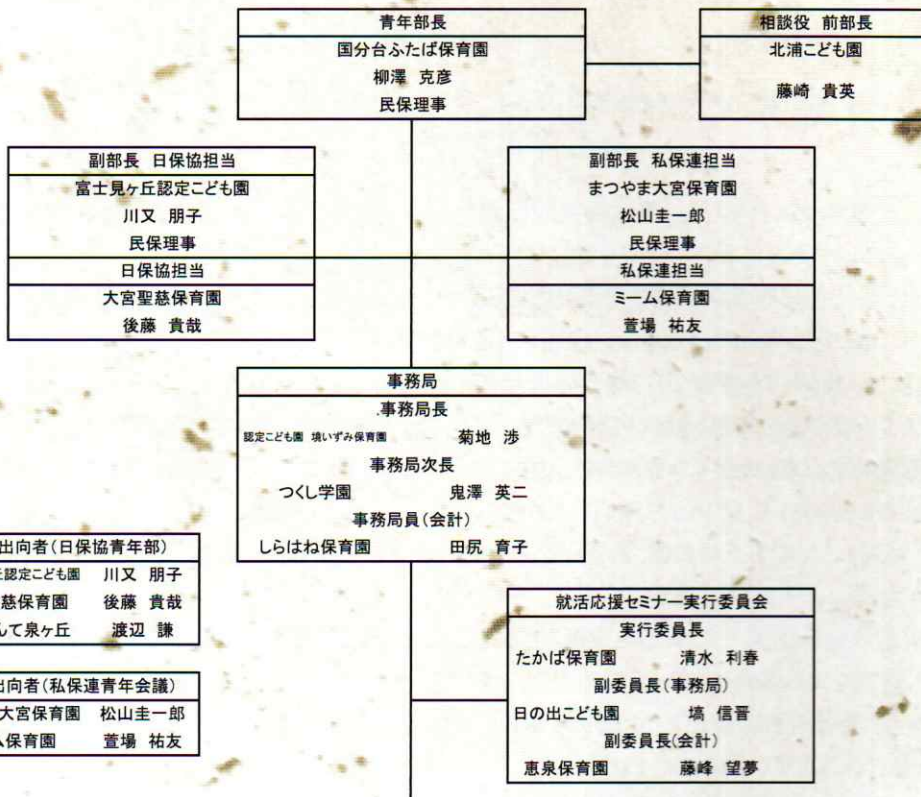 青年部長
国分台ふたば保育園
柳澤 克彦
民保理事
相談役 前部長
北浦こども園
藤崎 貴英
副部長 日保協担当
富士見ヶ丘認定こども園
川又 朋子
民保理事
日保協担当
大宮聖慈保育園
後藤 貴哉
副部長 私保連担当
まつやま大宮保育園
松山圭一郎
民保理事
私保連担当
ミーム保育園
萱場 祐友
事務局
.事務局長
認定こども園 境いずみ保育園 菊地 渉
事務局次長
つくし学園 鬼澤 英二
事務局員(会計)
しらはね保育園 田尻 育子
出向者(日保協青年部)
認定こども園 川又 朋子
慈保育園 後藤 貴哉
して泉ヶ丘 渡辺 謙
出向者(私保連青年会議)
大宮保育園 松山圭一郎
ム保育園 萱場 祐友
就活応援セミナー実行委員会
実行委員長
たかば保育園 清水 利春
副委員長(事務局)
日の出こども園 塙 信晋
副委員長(会計)
恵泉保育園 藤峰 望夢